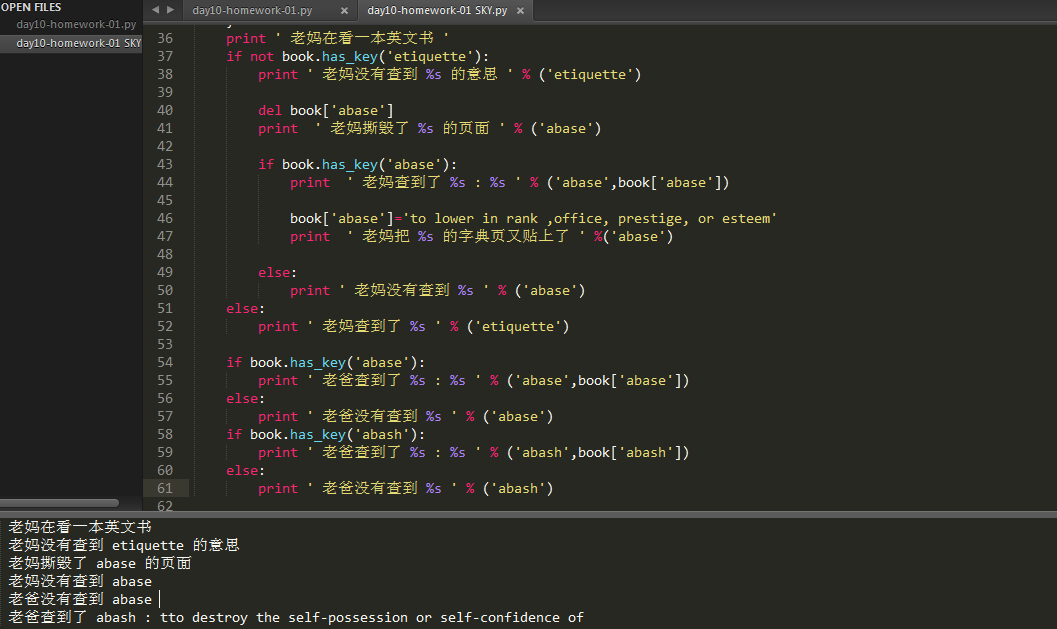 OPEN FILES
day10-homework-01.py
day10-homework-01 SKY
day10-homework-01.py ×
day10-homework-01 SKY.py ×
36 print ' 老妈在看一本英文书 '
37 if not book.has_key('etiquette'):
38 print ' 老妈没有查到 %s 的意思 ' % ('etiquette')
39
40 del book['abase']
41 print  ' 老妈撕毁了 %s 的页面 ' % ('abase')
42
43 if book.has_key('abase'):
44 print  ' 老妈查到了 %s : %s ' % ('abase',book['abase'])
45
46 book['abase']='to lower in rank ,office, prestige, or esteem'
47 print  ' 老妈把 %s 的字典页又贴上了 ' %('abase')
48
49 else:
50 print ' 老妈没有查到 %s ' % ('abase')
51 else:
52 print ' 老妈查到了 %s ' % ('etiquette')
53
54 if book.has_key('abase'):
55 print ' 老爸查到了 %s : %s ' % ('abase',book['abase'])
56 else:
57 print ' 老爸没有查到 %s ' % ('abase')
58 if book.has_key('abash'):
59 print ' 老爸查到了 %s : %s ' % ('abash',book['abash'])
60 else:
61 print ' 老爸没有查到 %s ' % ('abash')
62
老妈在看一本英文书
老妈没有查到 etiquette 的意思
老妈撕毁了 abase 的页面
老妈没有查到 abase
老爸没有查到 abase
老爸查到了 abash : tto destroy the self-possession or self-confidence of